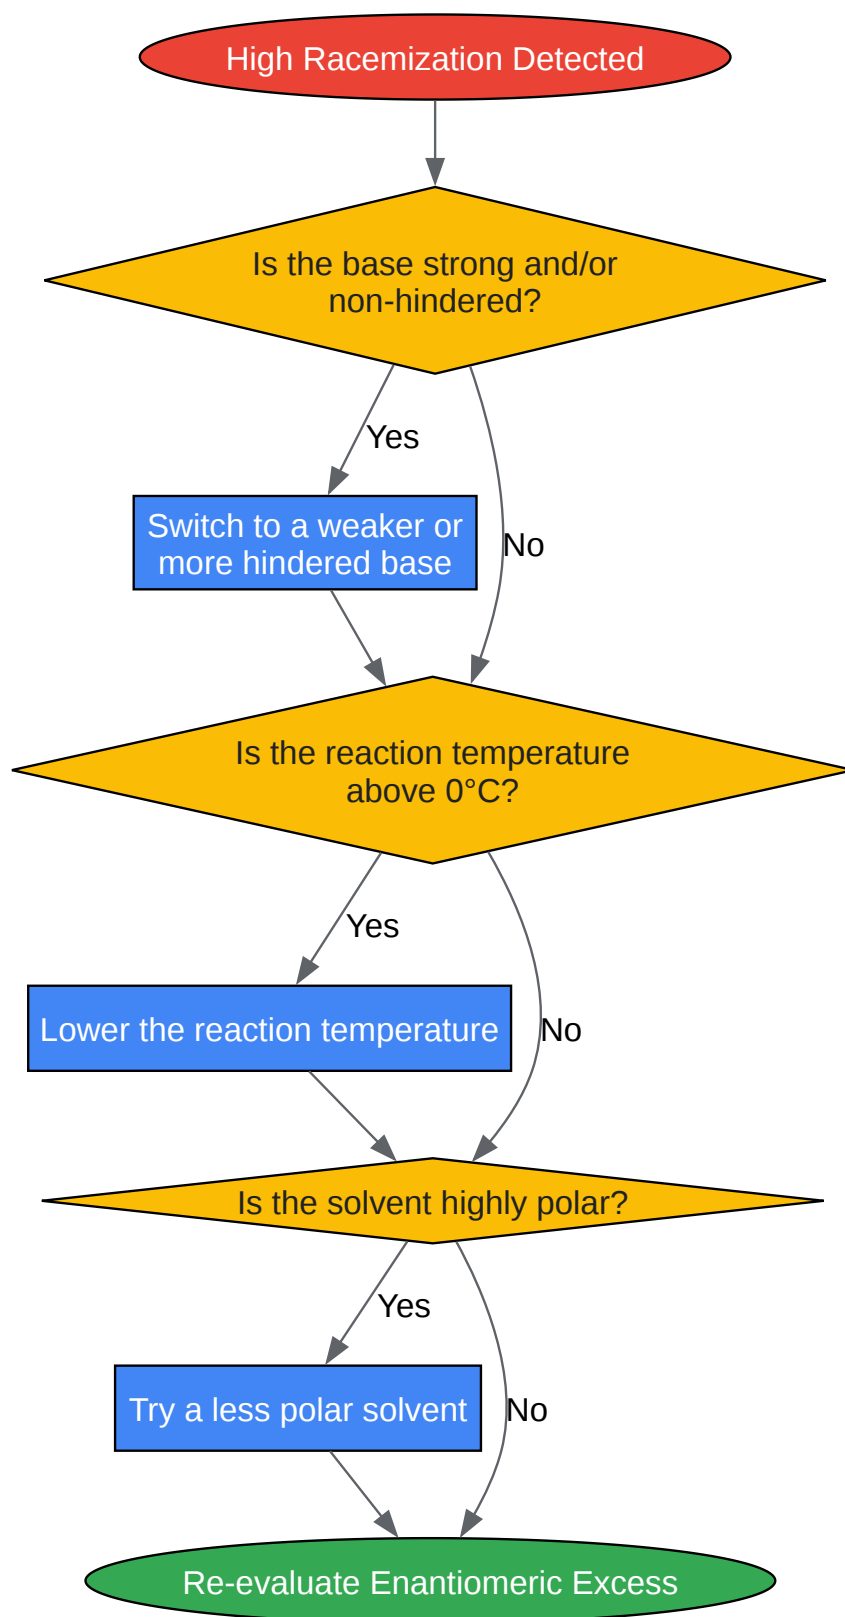 High Racemization Detected
Is the base strong and/or
non-hindered?
Yes
Switch to a weaker or
more hindered base
No
Is the reaction temperature
above 0°C?
Yes
Lower the reaction temperature
No
Is the solvent highly polar?
Yes
Try a less polar solvent
No
Re-evaluate Enantiomeric Excess